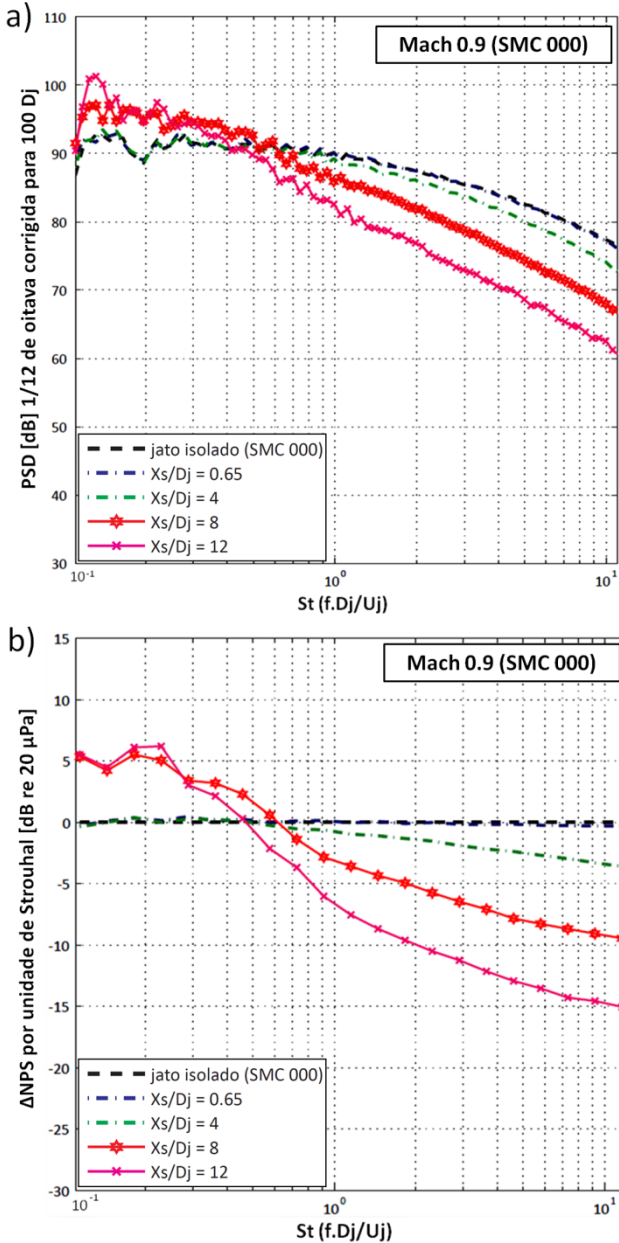 a)
Mach 0.9 (SMC 000)
PSD [dB] 1/12 de oitava corrigida para 100 Dj
110
100
90
80
70
60
50
40
30
jato isolado (SMC 000)
Xs/Dj = 0.65
Xs/Dj = 4
Xs/Dj = 8
Xs/Dj = 12
10⁻¹ 10⁰ 10¹
St (f.Dj/Uj)
b)
Mach 0.9 (SMC 000)
ΔNPS por unidade de Strouhal [dB re 20 µPa]
15
10
5
0
-5
-10
-15
-20
-25
-30
jato isolado (SMC 000)
Xs/Dj = 0.65
Xs/Dj = 4
Xs/Dj = 8
Xs/Dj = 12
10⁻¹ 10⁰ 10¹
St (f.Dj/Uj)